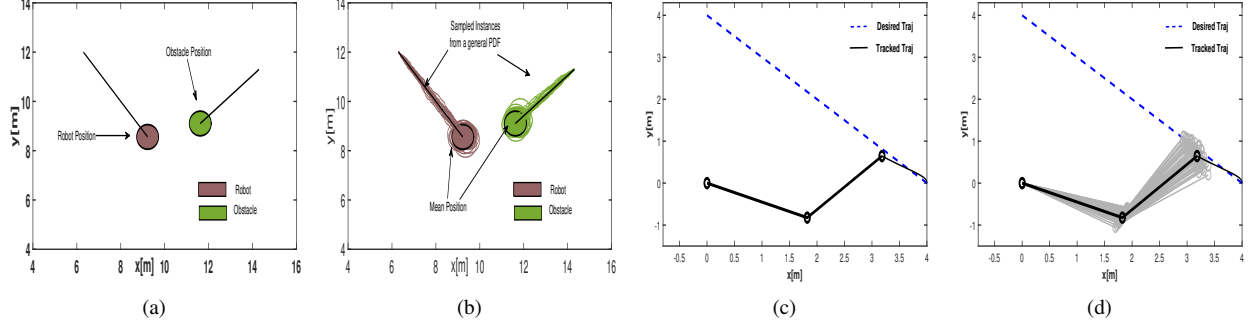 14
12
10
8
6
4
y[m]
Obstacle Position
Robot Position
Robot
Obstacle
4 6 8 10 12 14 16
x[m]
(a)
14
12
10
8
6
4
y[m]
Sampled Instances
from a general PDF
Mean Position
Robot
Obstacle
4 6 8 10 12 14 16
x[m]
(b)
4
3
2
1
0
-1
y[m]
Desired Traj
Tracked Traj
-0.5 0 0.5 1 1.5 2 2.5 3 3.5 4
x[m]
(c)
4
3
2
1
0
-1
y[m]
Desired Traj
Tracked Traj
-0.5 0 0.5 1 1.5 2 2.5 3 3.5 4
x[m]
(d)